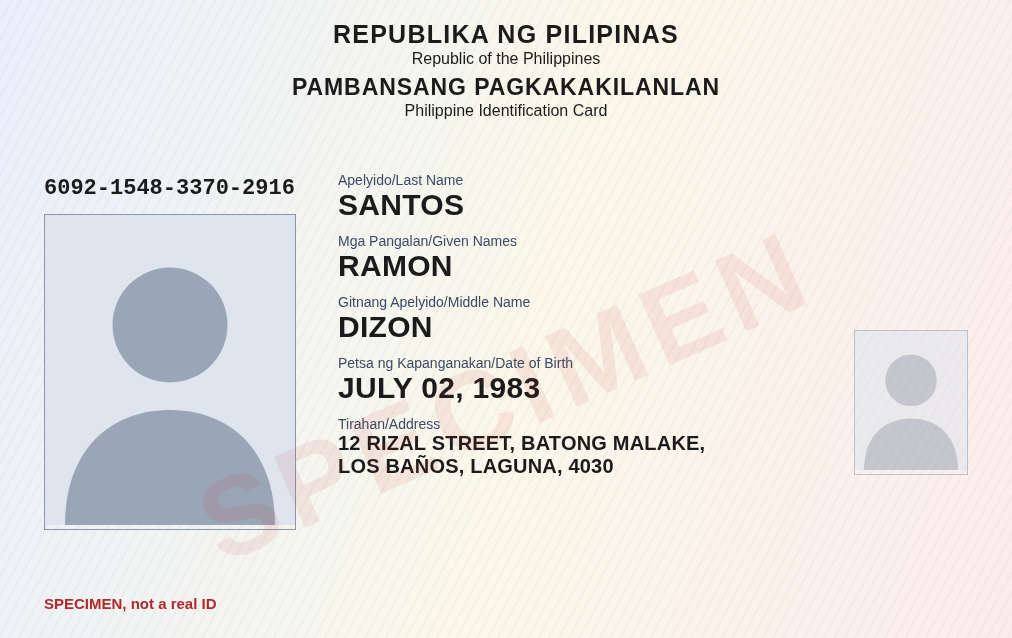 REPUBLIKA NG PILIPINAS
Republic of the Philippines
PAMBANSANG PAGKAKAKILANLAN
Philippine Identification Card
6092-1548-3370-2916
Apelyido/Last Name
SANTOS
Mga Pangalan/Given Names
RAMON
Gitnang Apelyido/Middle Name
DIZON
Petsa ng Kapanganakan/Date of Birth
JULY 02, 1983
Tirahan/Address
12 RIZAL STREET, BATONG MALAKE,
LOS BAÑOS, LAGUNA, 4030
SPECIMEN
SPECIMEN, not a real ID